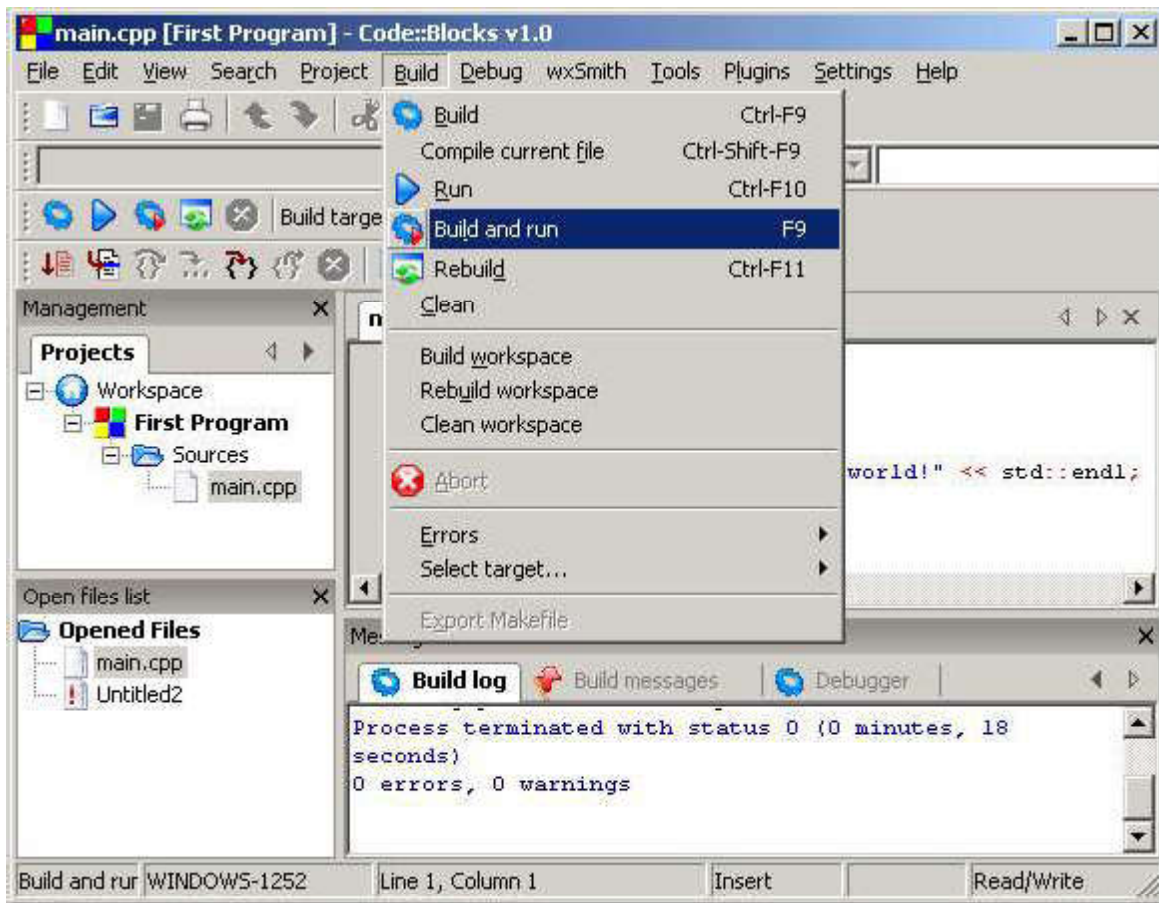 main.cpp [First Program] - Code::Blocks v1.0
File Edit View Search Project Build Debug wxSmith Tools Plugins Settings Help
Build Ctrl-F9
Compile current file Ctrl-Shift-F9
Run Ctrl-F10
Build and run F9
Rebuild Ctrl-F11
Clean
Build workspace
Rebuild workspace
Clean workspace
Abort
Errors
Select target...
Export Makefile
Build targe
Management
Projects
Workspace
First Program
Sources
main.cpp
world!" << std::endl;
Open files list
Opened Files
main.cpp
Untitled2
Build log Build messages Debugger
Process terminated with status 0 (0 minutes, 18
seconds)
0 errors, 0 warnings
Build and rur WINDOWS-1252 Line 1, Column 1 Insert Read/Write